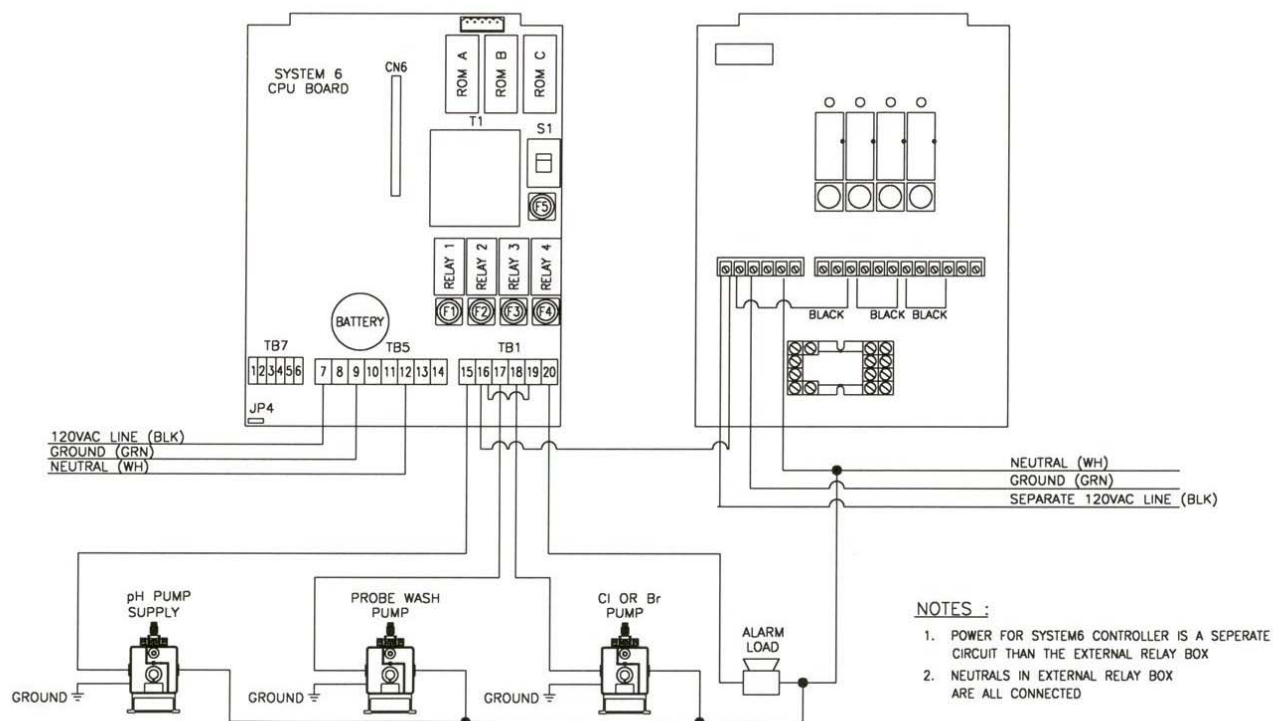 SYSTEM 6
CPU BOARD
CN6
ROM A
ROM B
ROM C
T1
S1
F5
RELAY 1
RELAY 2
RELAY 3
RELAY 4
F1
F2
F3
F4
BATTERY
TB7
TB5
TB1
1 2 3 4 5 6
7 8 9 10 11 12 13 14
15 16 17 18 19 20
JP4
BLACK
BLACK
BLACK
120VAC LINE (BLK)
GROUND (GRN)
NEUTRAL (WH)
NEUTRAL (WH)
GROUND (GRN)
SEPARATE 120VAC LINE (BLK)
pH PUMP
SUPPLY
PROBE WASH
PUMP
Cl OR Br
PUMP
ALARM
LOAD
GROUND
GROUND
GROUND
NOTES :
1. POWER FOR SYSTEM6 CONTROLLER IS A SEPERATE
CIRCUIT THAN THE EXTERNAL RELAY BOX
2. NEUTRALS IN EXTERNAL RELAY BOX
ARE ALL CONNECTED